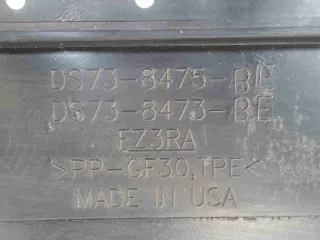 DS73-8475-BE
DS73-8473-BE
EZ3RA
>PP-GF30,TPE<
MADE IN USA